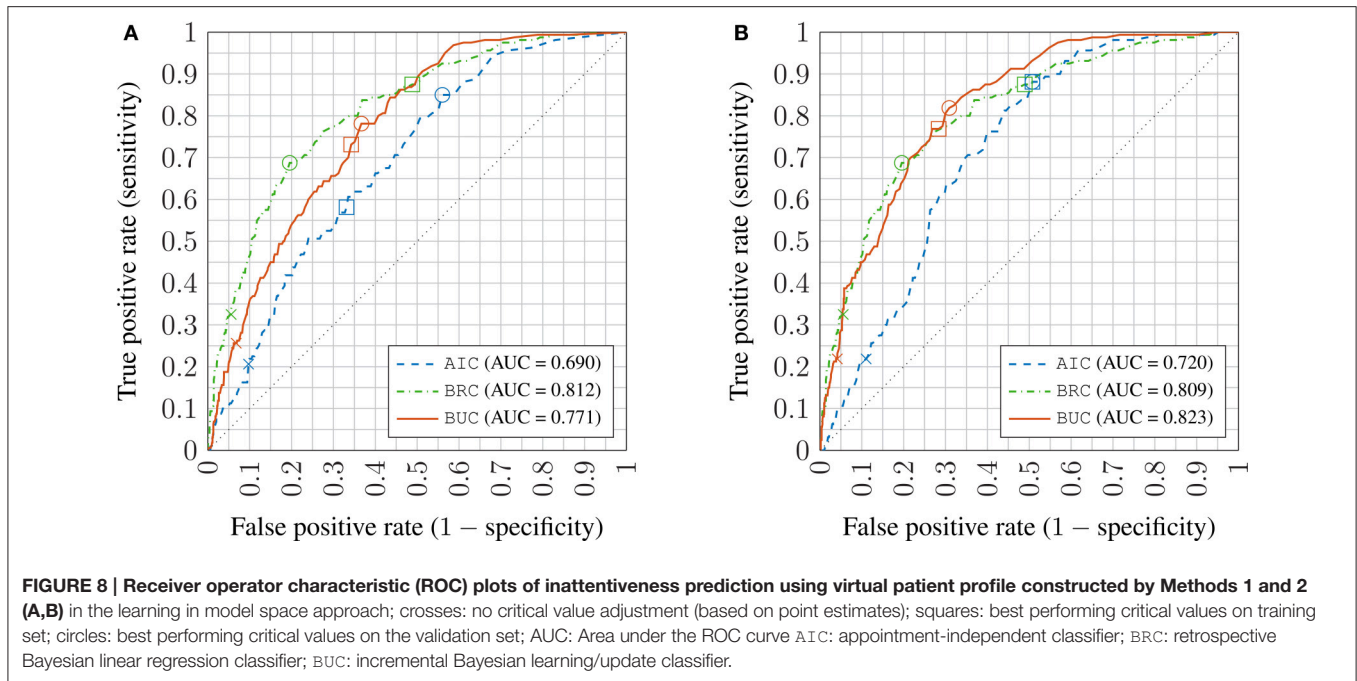 A
1
0.9
0.8
0.7
0.6
0.5
0.4
0.3
0.2
0.1
0
True positive rate (sensitivity)
AIC (AUC = 0.690)
BRC (AUC = 0.812)
BUC (AUC = 0.771)
0
0.1
0.2
0.3
0.4
0.5
0.6
0.7
0.8
0.9
1
False positive rate (1 − specificity)
B
1
0.9
0.8
0.7
0.6
0.5
0.4
0.3
0.2
0.1
0
True positive rate (sensitivity)
AIC (AUC = 0.720)
BRC (AUC = 0.809)
BUC (AUC = 0.823)
0
0.1
0.2
0.3
0.4
0.5
0.6
0.7
0.8
0.9
1
False positive rate (1 − specificity)
FIGURE 8 | Receiver operator characteristic (ROC) plots of inattentiveness prediction using virtual patient profile constructed by Methods 1 and 2
(A,B) in the learning in model space approach; crosses: no critical value adjustment (based on point estimates); squares: best performing critical values on training
set; circles: best performing critical values on the validation set; AUC: Area under the ROC curve AIC: appointment-independent classifier; BRC: retrospective
Bayesian linear regression classifier; BUC: incremental Bayesian learning/update classifier.